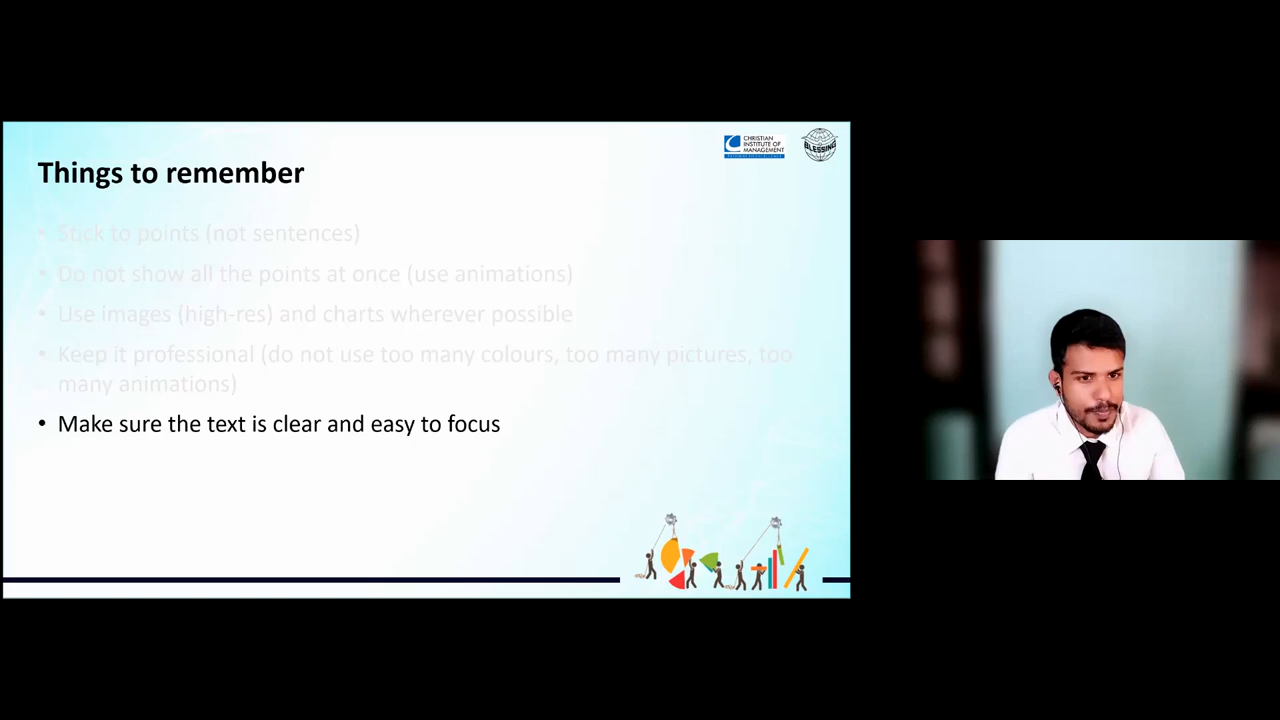 CHRISTIAN
INSTITUTE OF
MANAGEMENT
BLESSING
Things to remember
• Stick to points (not sentences)
• Do not show all the points at once (use animations)
• Use images (high-res) and charts wherever possible
• Keep it professional (do not use too many colours, too many pictures, too
many animations)
• Make sure the text is clear and easy to focus